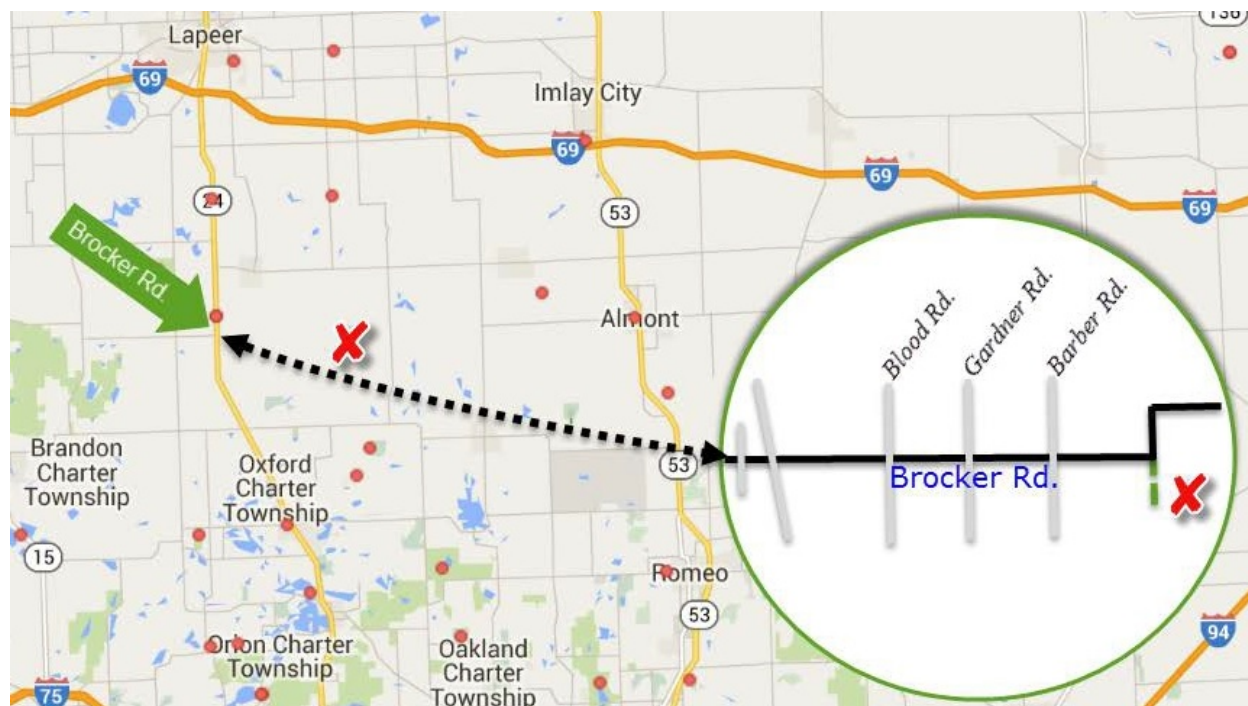 136
Lapeer
69
Imlay City
69
69
69
24
53
Brocker Rd.
Blood Rd.
Gardner Rd.
Barber Rd.
Almont
Brandon
Charter
Township
Oxford
Charter
Township
53
Brocker Rd.
15
Romeo
53
94
Orion Charter
Township
Oakland
Charter
Township
75